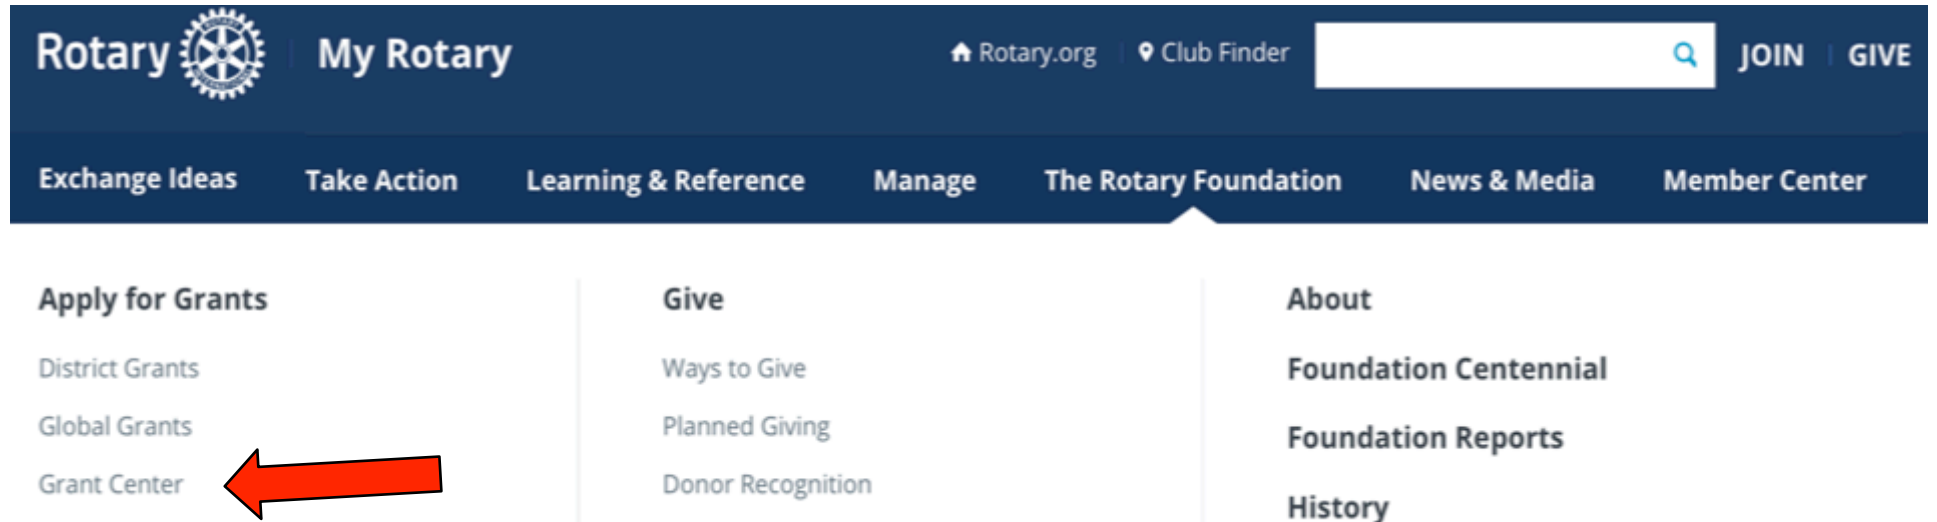 Rotary
My Rotary
Rotary.org
Club Finder
JOIN
GIVE
Exchange Ideas
Take Action
Learning & Reference
Manage
The Rotary Foundation
News & Media
Member Center
Apply for Grants
District Grants
Global Grants
Grant Center
Give
Ways to Give
Planned Giving
Donor Recognition
About
Foundation Centennial
Foundation Reports
History